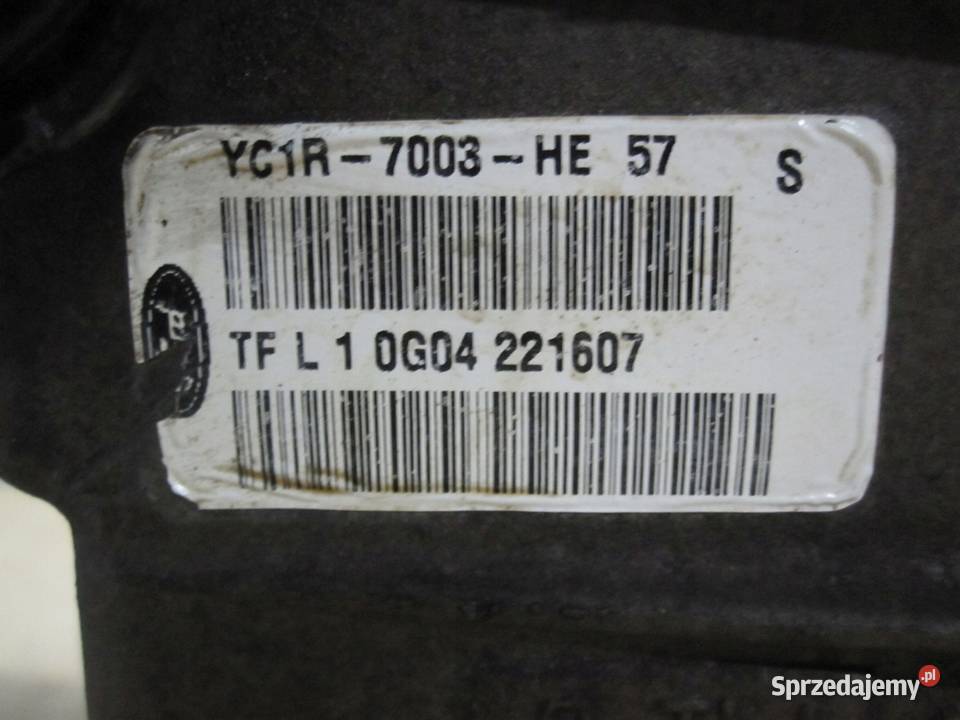 YC1R-7003-HE 57 S
TF L 1 0G04 221607
Sprzedajemy.pl